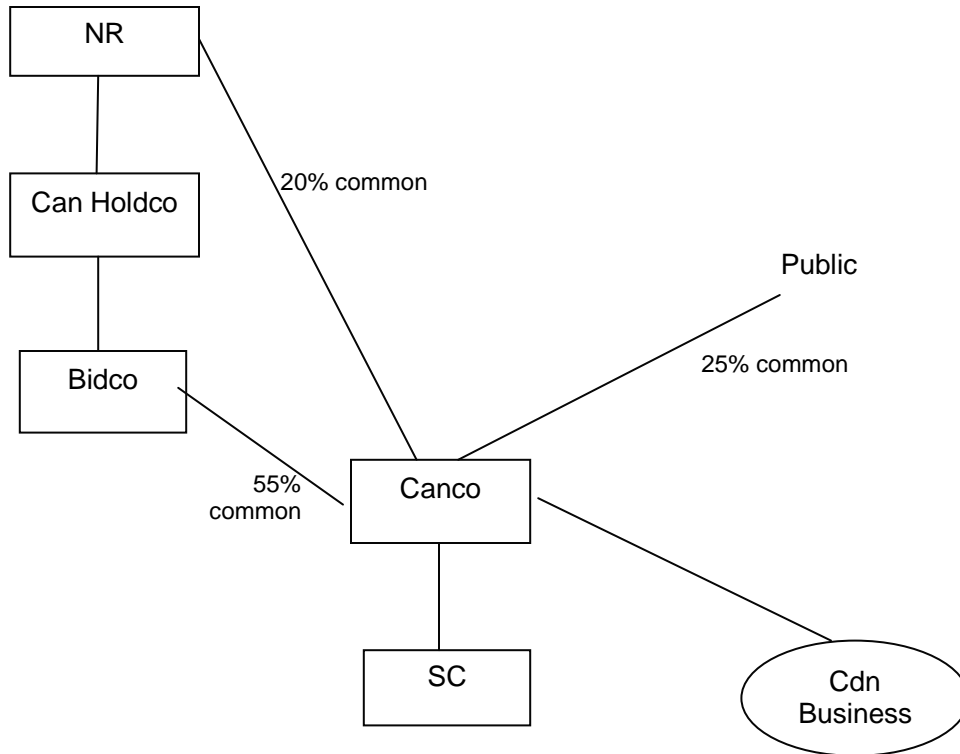 NR
20% common
Can Holdco
Public
25% common
Bidco
55%
common
Canco
SC
Cdn
Business